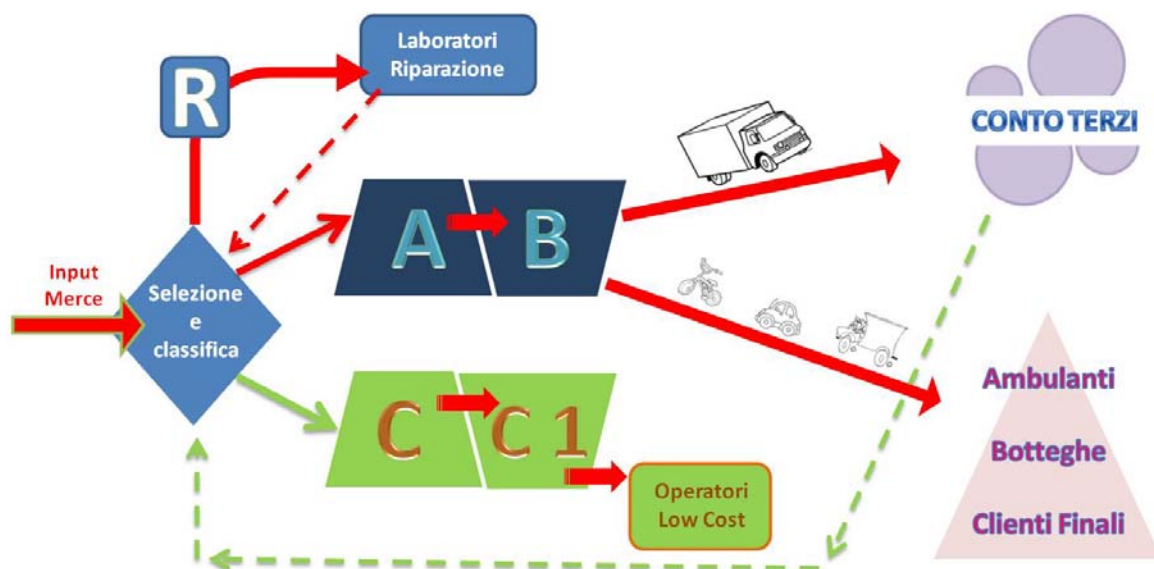 Laboratori
Riparazione
R
CONTO TERZI
A
B
Input
Merce
Selezione
e
classifica
Ambulanti
C
C 1
Botteghe
Operatori
Low Cost
Clienti Finali